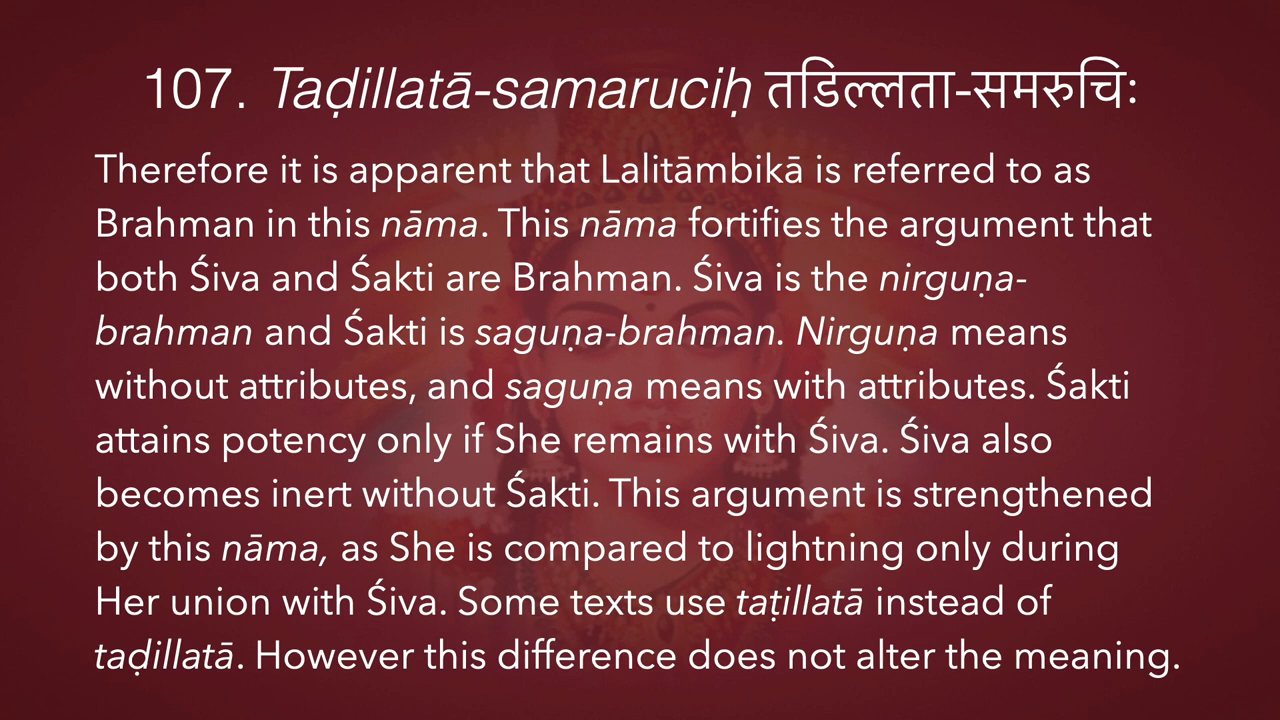 107. Taḍillatā-samaruciḥ तडिल्लता-समरुचिः
Therefore it is apparent that Lalitāmbikā is referred to as
Brahman in this nāma. This nāma fortifies the argument that
both Śiva and Śakti are Brahman. Śiva is the nirguṇa-
brahman and Śakti is saguṇa-brahman. Nirguṇa means
without attributes, and saguṇa means with attributes. Śakti
attains potency only if She remains with Śiva. Śiva also
becomes inert without Śakti. This argument is strengthened
by this nāma, as She is compared to lightning only during
Her union with Śiva. Some texts use taṭillatā instead of
taḍillatā. However this difference does not alter the meaning.